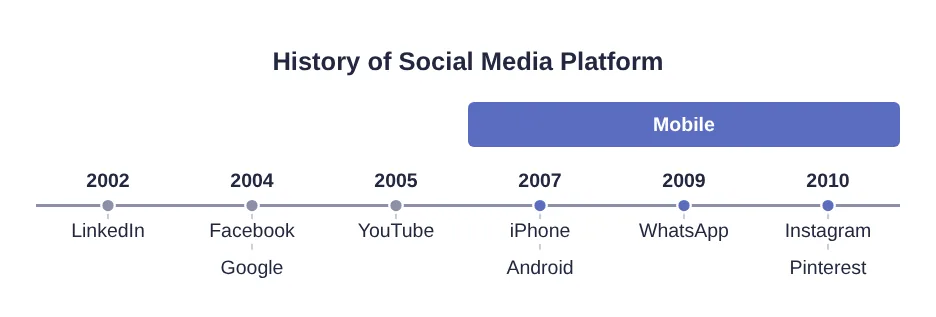 History of Social Media Platform
Mobile
2002 2004 2005 2007 2009 2010
LinkedIn Facebook YouTube iPhone WhatsApp Instagram
Google Android Pinterest